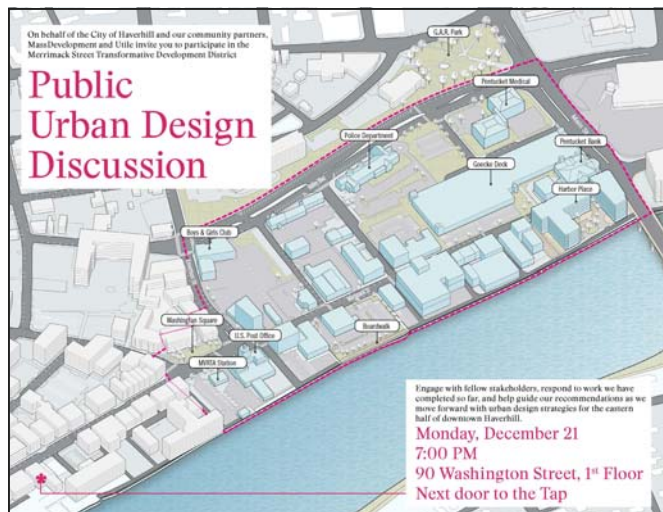 On behalf of the City of Haverhill and our community partners,
MassDevelopment and Utile invite you to participate in the
Merrimack Street Transformative Development District
Public
Urban Design
Discussion
G.A.R. Park
Pentucket Medical
Police Department
Pentucket Bank
Goecke Deck
Harbor Place
Boys & Girls Club
Washington Square
U.S. Post Office
Boardwalk
MVRTA Station
Engage with fellow stakeholders, respond to work we have
completed so far, and help guide our recommendations as we
move forward with urban design strategies for the eastern
half of downtown Haverhill.
Monday, December 21
7:00 PM
90 Washington Street, 1st Floor
Next door to the Tap